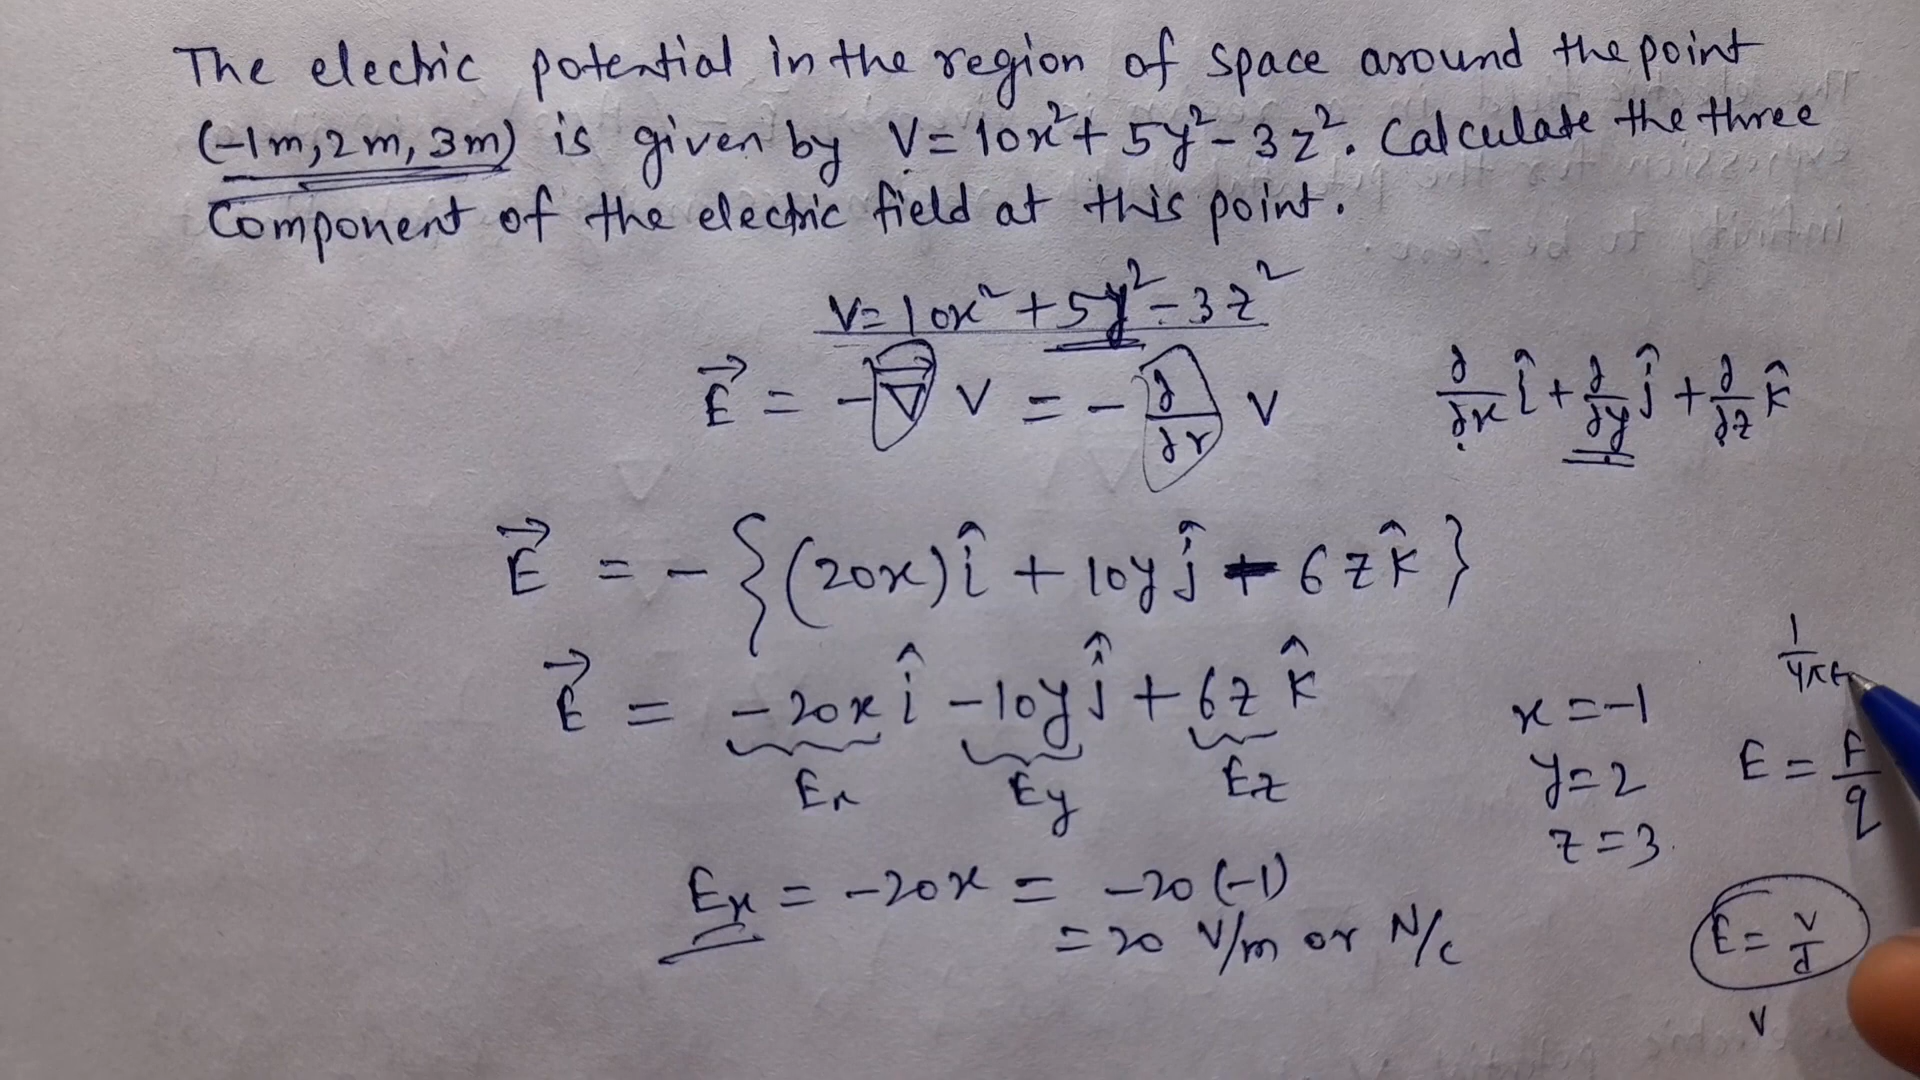 The electric potential in the region of space around the point
(-1m, 2m, 3m) is given by V = 10x² + 5y² - 3z². Calculate the three
Component of the electric field at this point.
V = 10x² + 5y² - 3z²
E⃗ = -∇⃗ V = -∂/∂r V
∂/∂x î + ∂/∂y ĵ + ∂/∂z k̂
E⃗ = -{(20x) î + 10y ĵ - 6z k̂}
E⃗ = -20x î - 10y ĵ + 6z k̂
Ex Ey Ez
Ex = -20x = -20(-1)
= 20 V/m or N/C
x = -1
y = 2
z = 3
E = F/q
E = V/d
V